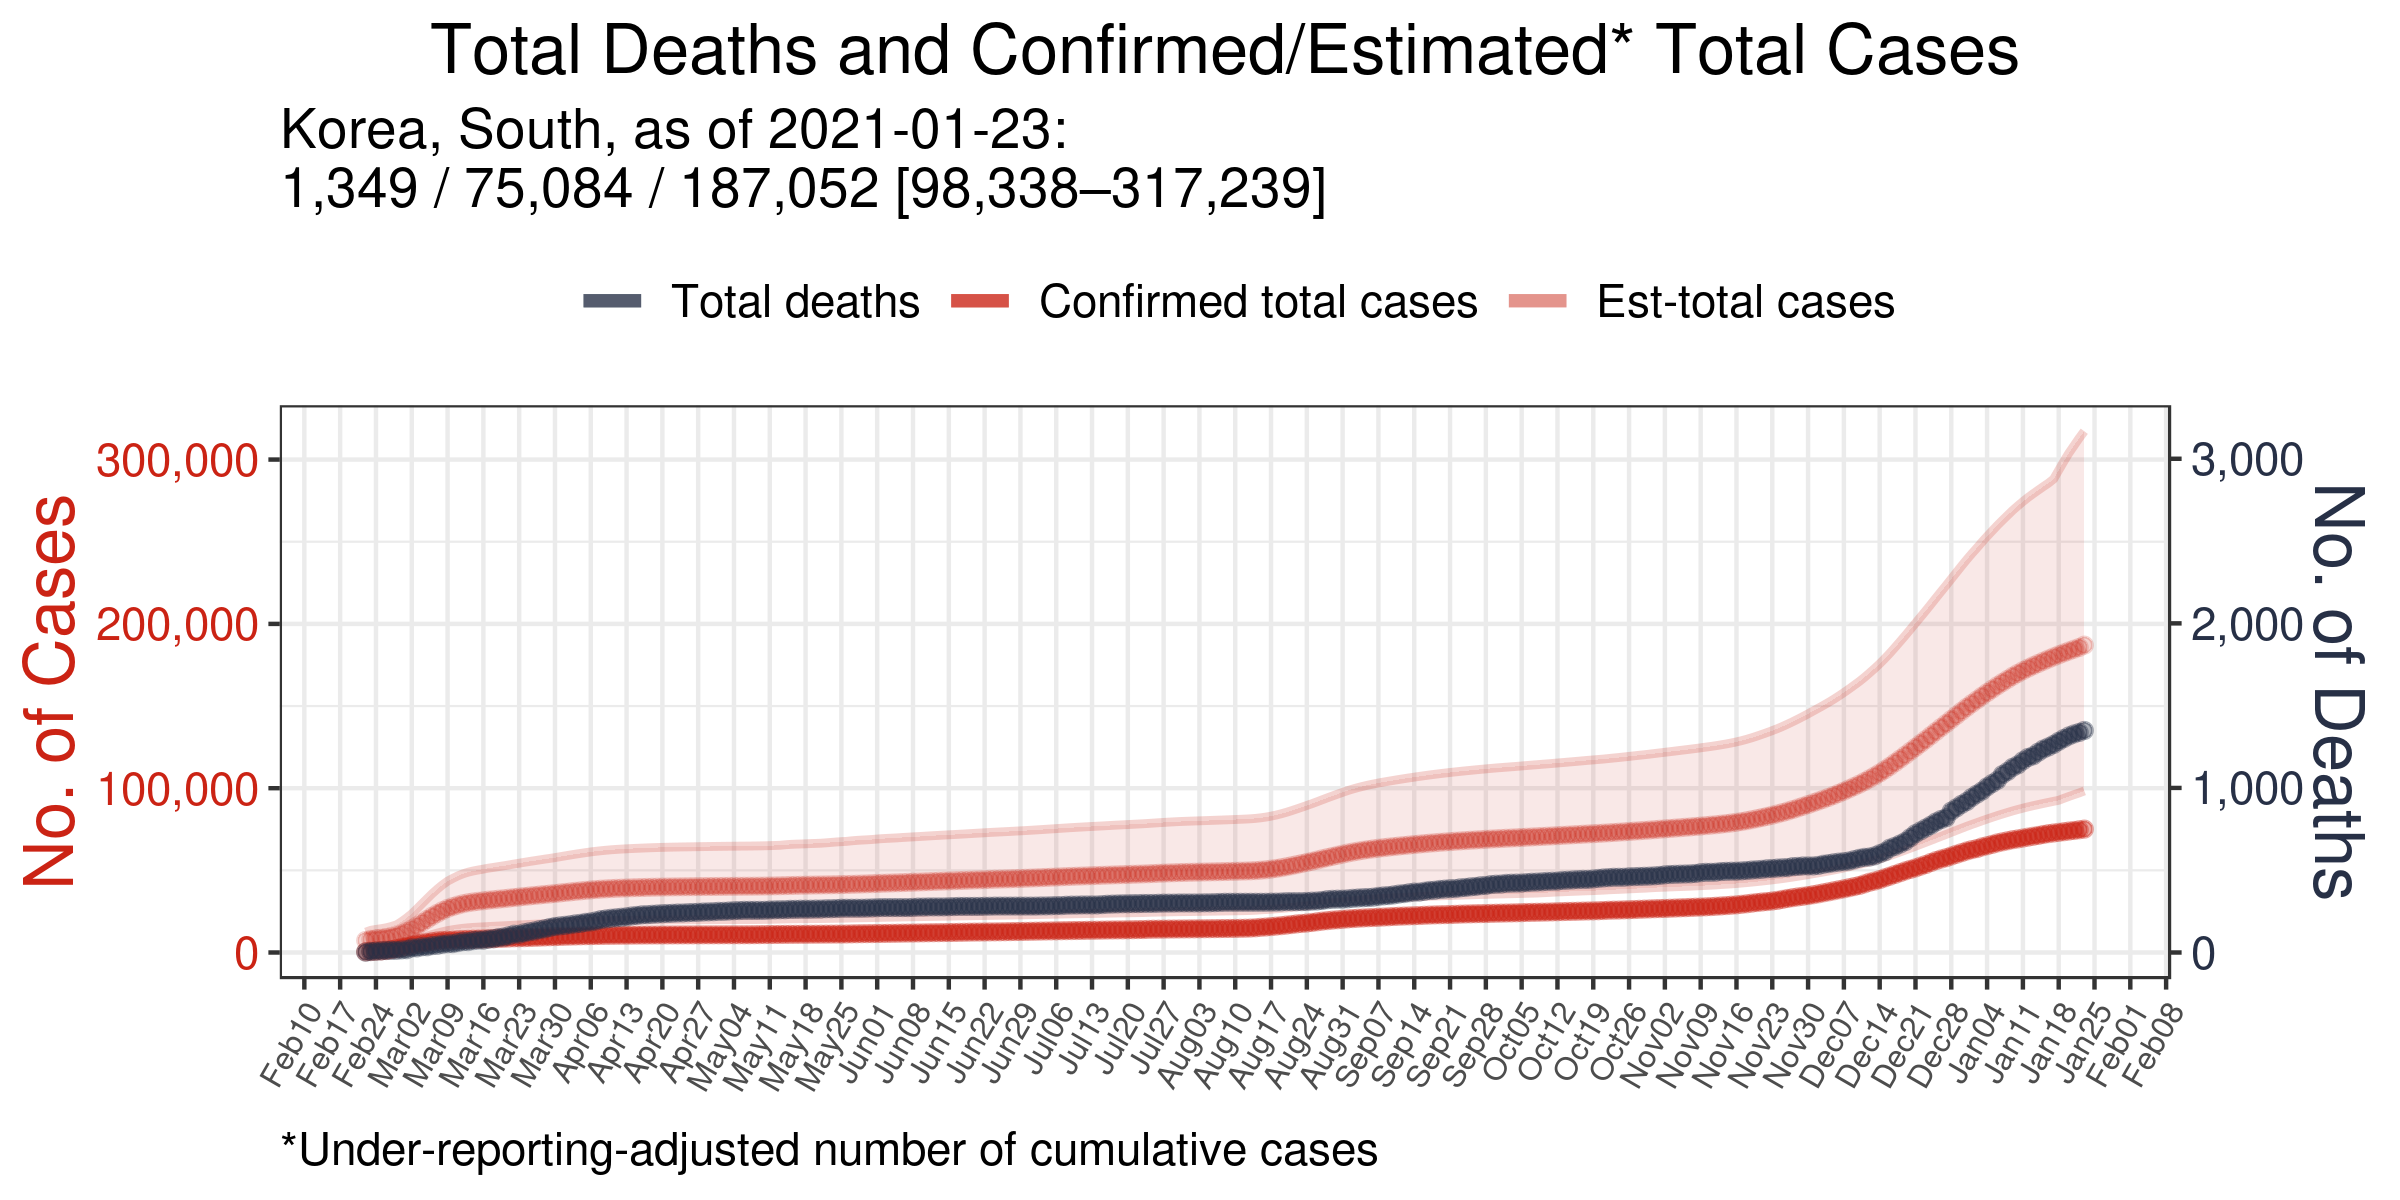 Total Deaths and Confirmed/Estimated* Total Cases
Korea, South, as of 2021-01-23:
1,349 / 75,084 / 187,052 [98,338–317,239]
Total deaths
Confirmed total cases
Est-total cases
No. of Cases
300,000
200,000
100,000
0
3,000
2,000
1,000
0
No. of Deaths
Feb10
Feb17
Feb24
Mar02
Mar09
Mar16
Mar23
Mar30
Apr06
Apr13
Apr20
Apr27
May04
May11
May18
May25
Jun01
Jun08
Jun15
Jun22
Jun29
Jul06
Jul13
Jul20
Jul27
Aug03
Aug10
Aug17
Aug24
Aug31
Sep07
Sep14
Sep21
Sep28
Oct05
Oct12
Oct19
Oct26
Nov02
Nov09
Nov16
Nov23
Nov30
Dec07
Dec14
Dec21
Dec28
Jan04
Jan11
Jan18
Jan25
Feb01
Feb08
*Under-reporting-adjusted number of cumulative cases